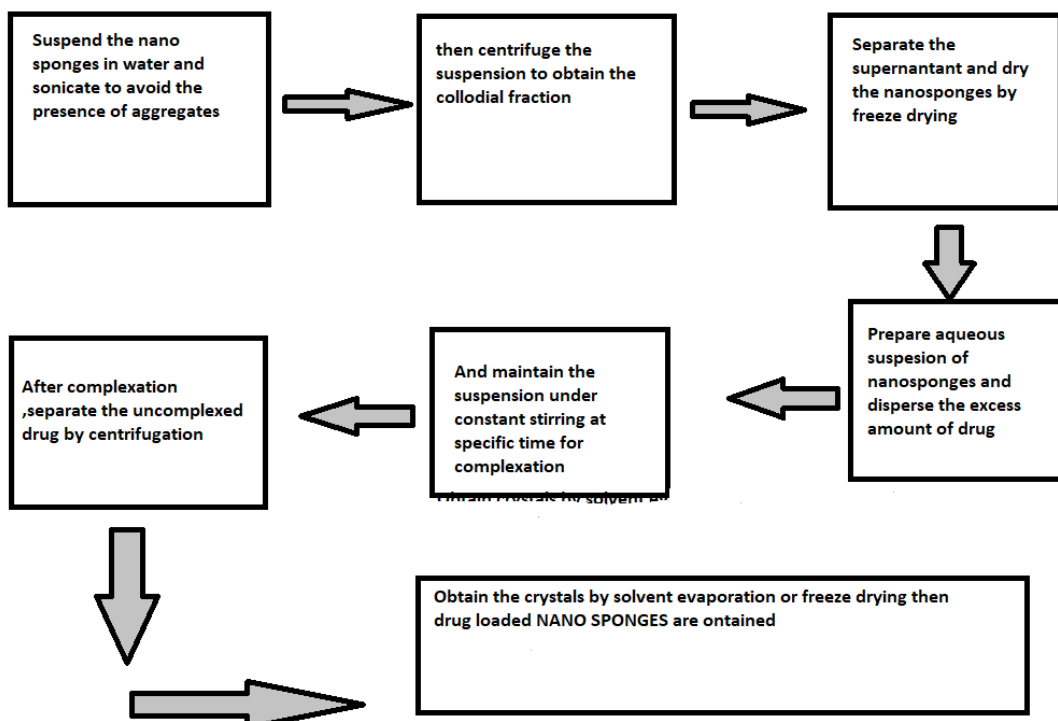 Suspend the nano
sponges in water and
sonicate to avoid the
presence of aggregates
then centrifuge the
suspension to obtain the
collodial fraction
Separate the
supernantant and dry
the nanosponges by
freeze drying
Prepare aqueous
suspesion of
nanosponges and
disperse the excess
amount of drug
And maintain the
suspension under
constant stirring at
specific time for
complexation
After complexation
,separate the uncomplexed
drug by centrifugation
Obtain the crystals by solvent evaporation or freeze drying then
drug loaded NANO SPONGES are ontained